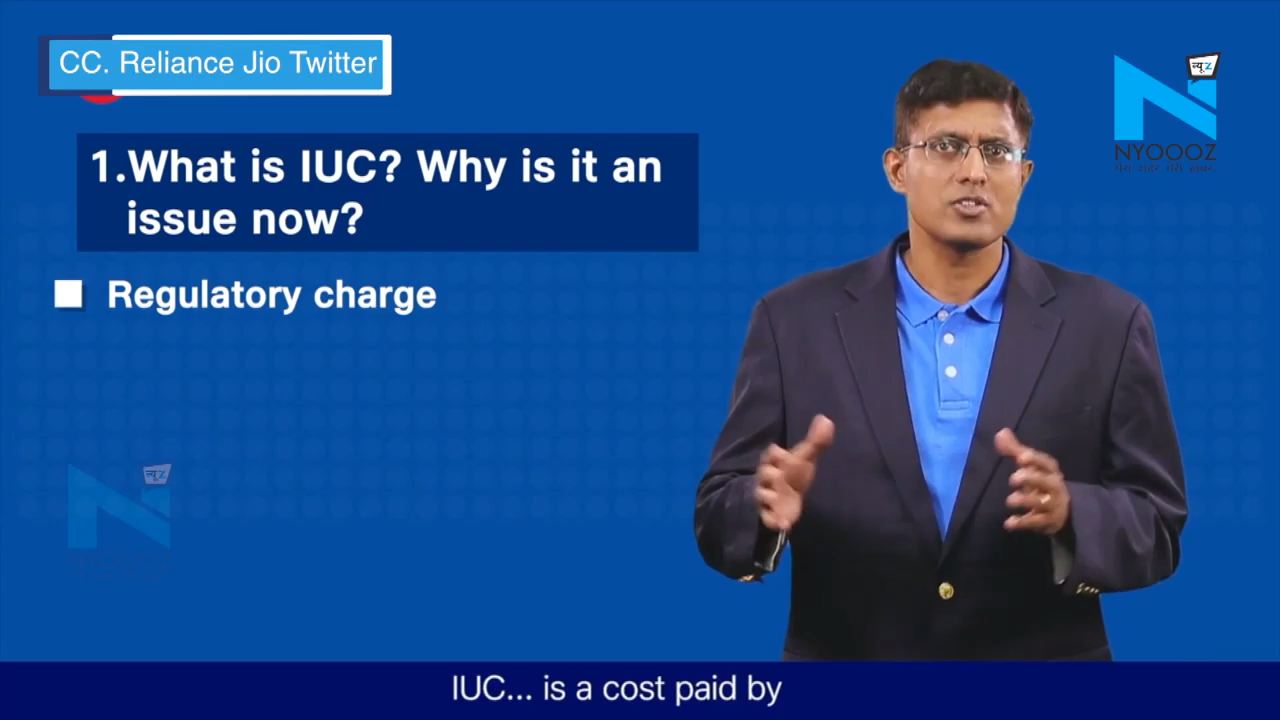 CC. Reliance Jio Twitter
न्यूZ
NYOOOZ
1.What is IUC? Why is it an
issue now?
Regulatory charge
न्यूZ
NYOOOZ
IUC... is a cost paid by